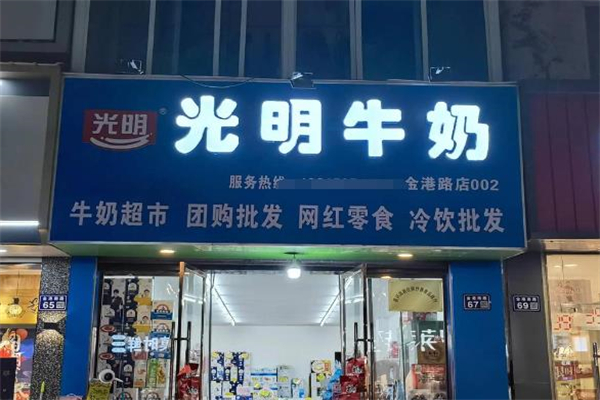 光明®
光明牛奶
服务热线
金港路店002
牛奶超市 团购批发 网红零食 冷饮批发
65
67
69